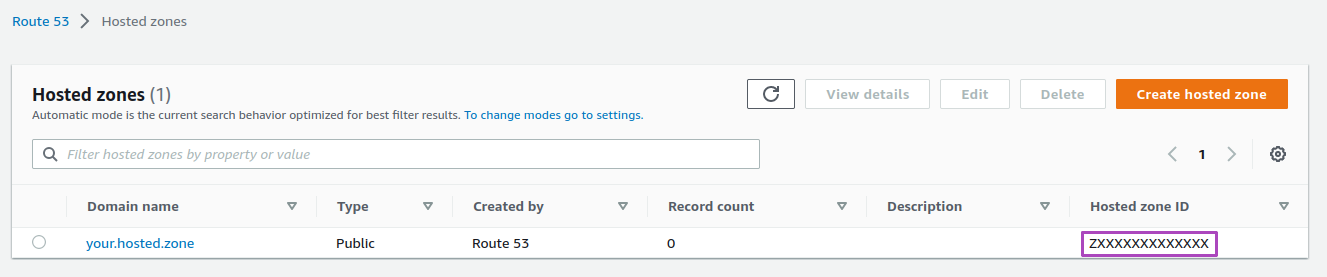 Route 53 > Hosted zones
Hosted zones (1)
View details
Edit
Delete
Create hosted zone
Automatic mode is the current search behavior optimized for best filter results. To change modes go to settings.
Filter hosted zones by property or value
1
Domain name Type Created by Record count Description Hosted zone ID
your.hosted.zone Public Route 53 0 ZXXXXXXXXXXXXX